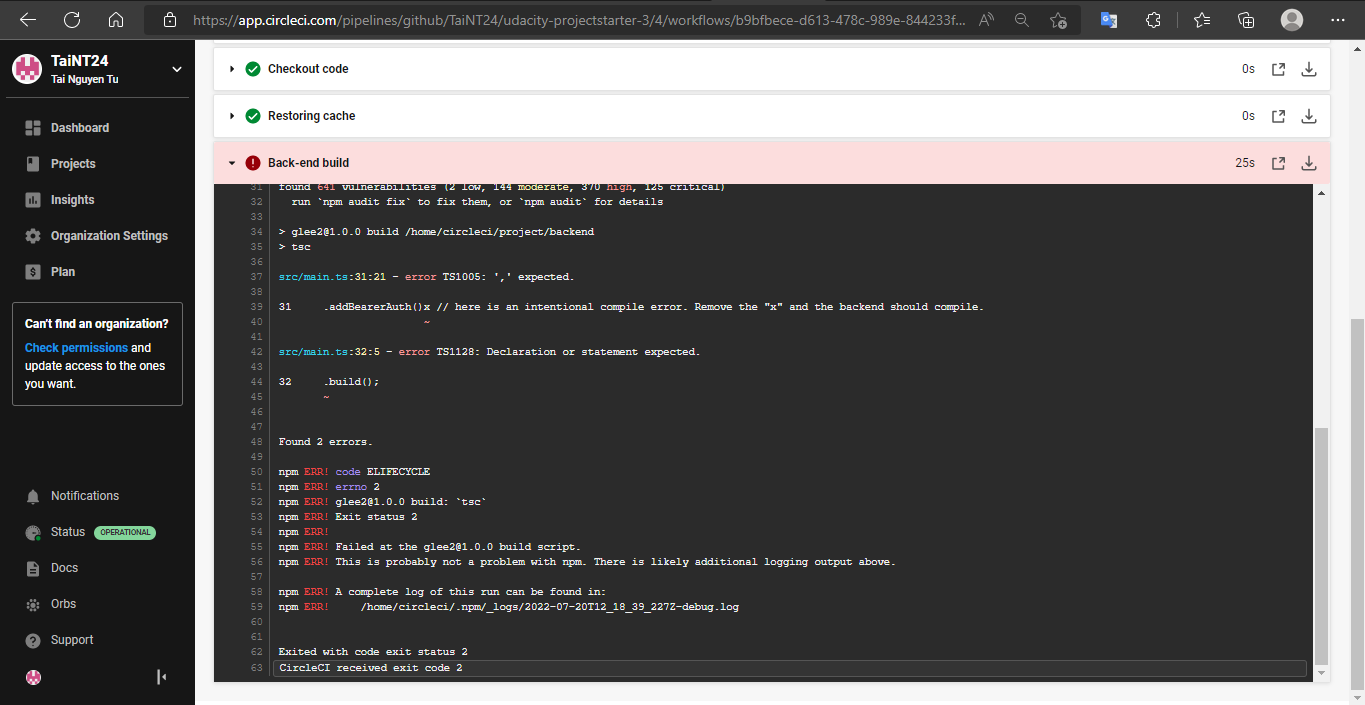 https://app.circleci.com/pipelines/github/TaiNT24/udacity-projectstarter-3/4/workflows/b9bfbece-d613-478c-989e-844233f...
TaiNT24
Tai Nguyen Tu
Dashboard
Projects
Insights
Organization Settings
Plan
Can't find an organization?
Check permissions and
update access to the ones
you want.
Notifications
Status OPERATIONAL
Docs
Orbs
Support
Checkout code 0s
Restoring cache 0s
Back-end build 25s
31 found 641 vulnerabilities (2 low, 144 moderate, 370 high, 125 critical)
32 run `npm audit fix` to fix them, or `npm audit` for details
33
34 > glee2@1.0.0 build /home/circleci/project/backend
35 > tsc
36
37 src/main.ts:31:21 - error TS1005: ',' expected.
38
39 31 .addBearerAuth()x // here is an intentional compile error. Remove the "x" and the backend should compile.
40 ~
41
42 src/main.ts:32:5 - error TS1128: Declaration or statement expected.
43
44 32 .build();
45 ~
46
47
48 Found 2 errors.
49
50 npm ERR! code ELIFECYCLE
51 npm ERR! errno 2
52 npm ERR! glee2@1.0.0 build: `tsc`
53 npm ERR! Exit status 2
54 npm ERR!
55 npm ERR! Failed at the glee2@1.0.0 build script.
56 npm ERR! This is probably not a problem with npm. There is likely additional logging output above.
57
58 npm ERR! A complete log of this run can be found in:
59 npm ERR! /home/circleci/.npm/_logs/2022-07-20T12_18_39_227Z-debug.log
60
61
62 Exited with code exit status 2
63 CircleCI received exit code 2